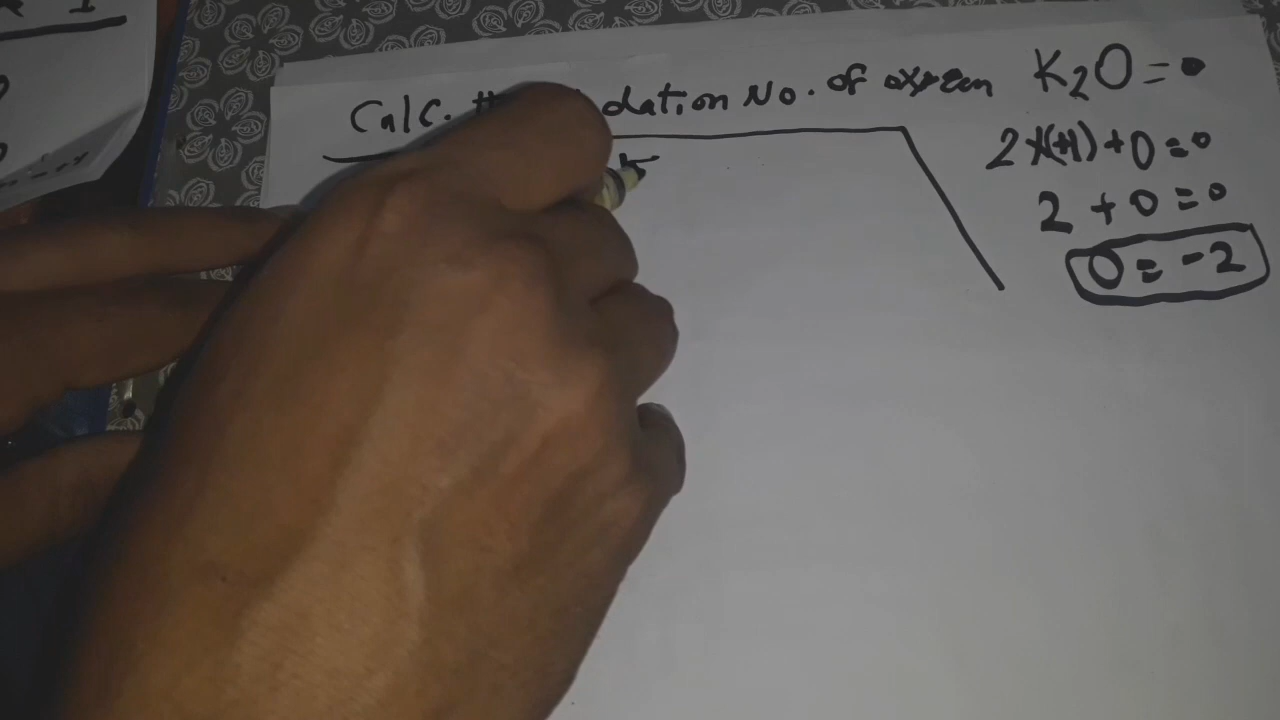 Calc. dation No. of oxygen
K₂O = 0
2×(+1) + O = 0
2 + O = 0
O = -2